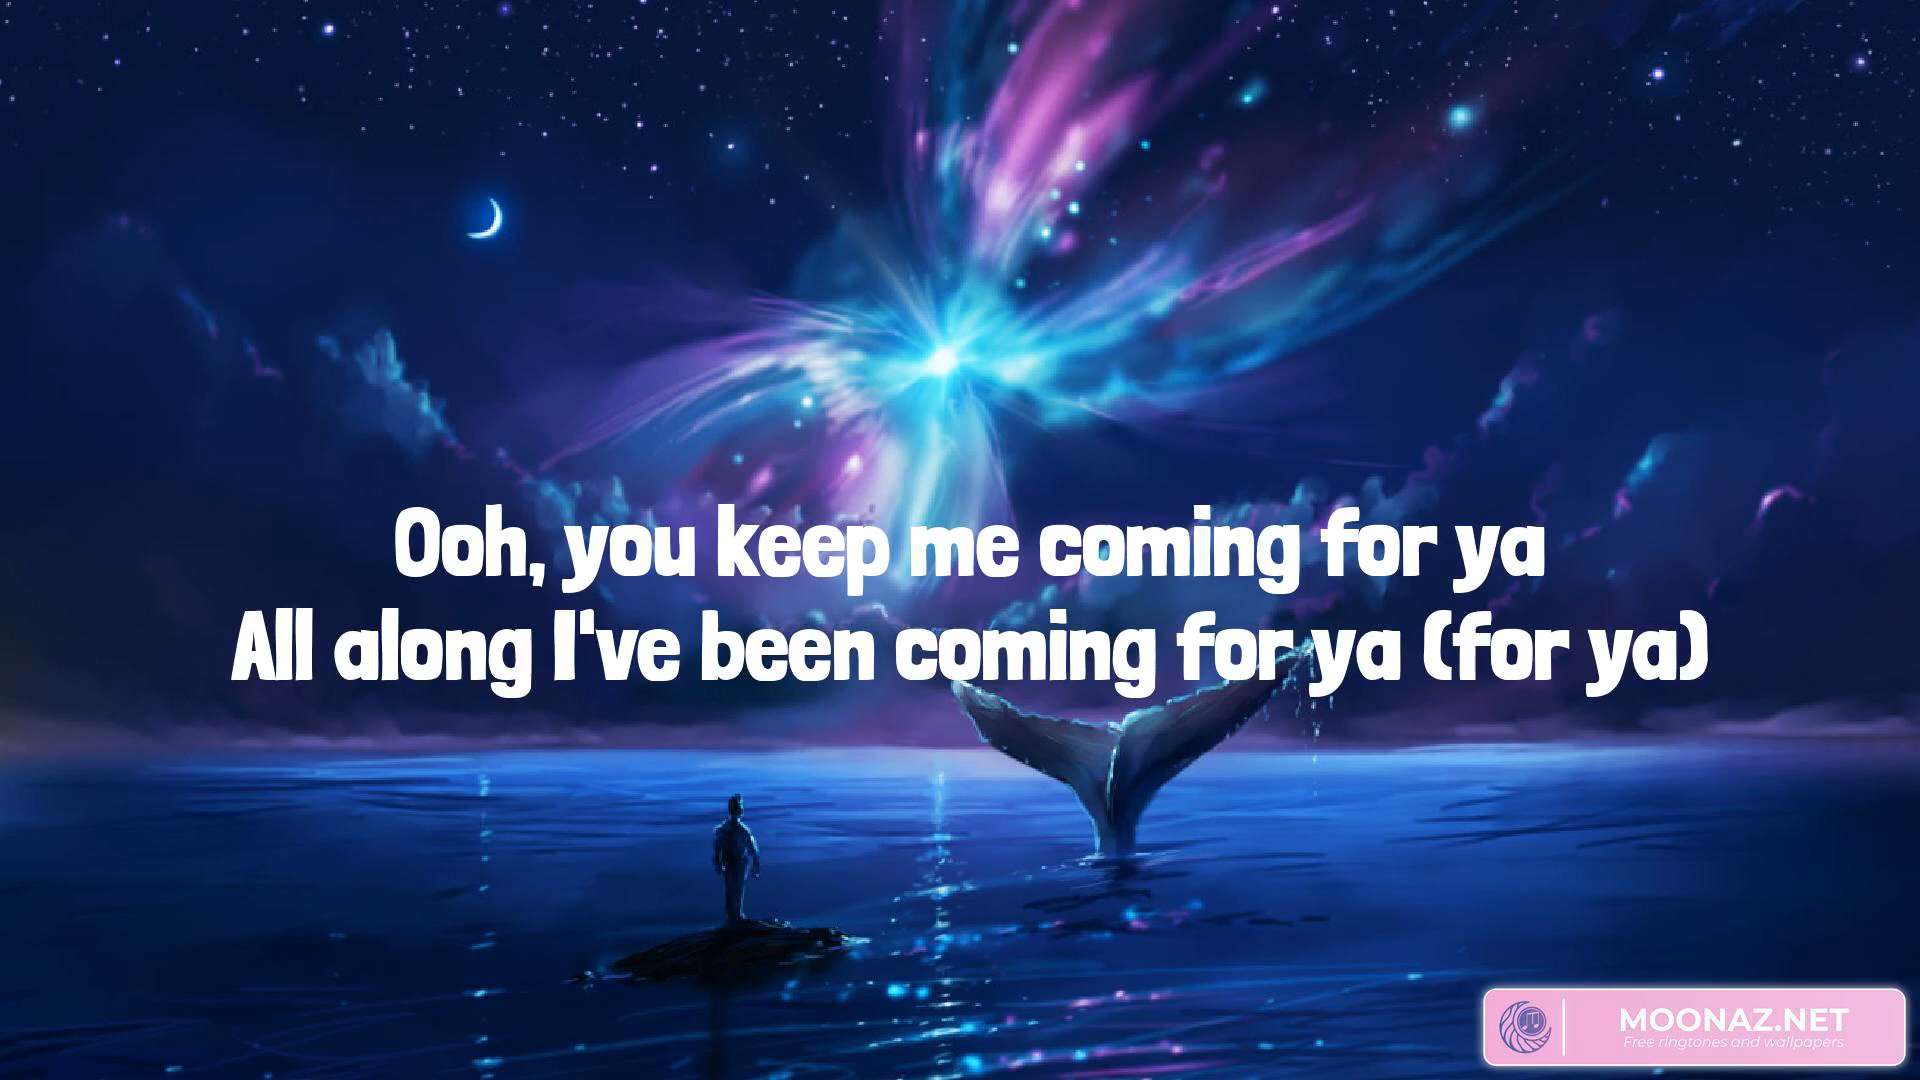 Ooh, you keep me coming for ya
All along I've been coming for ya (for ya)
MOONAZ.NET
Free ringtones and wallpapers